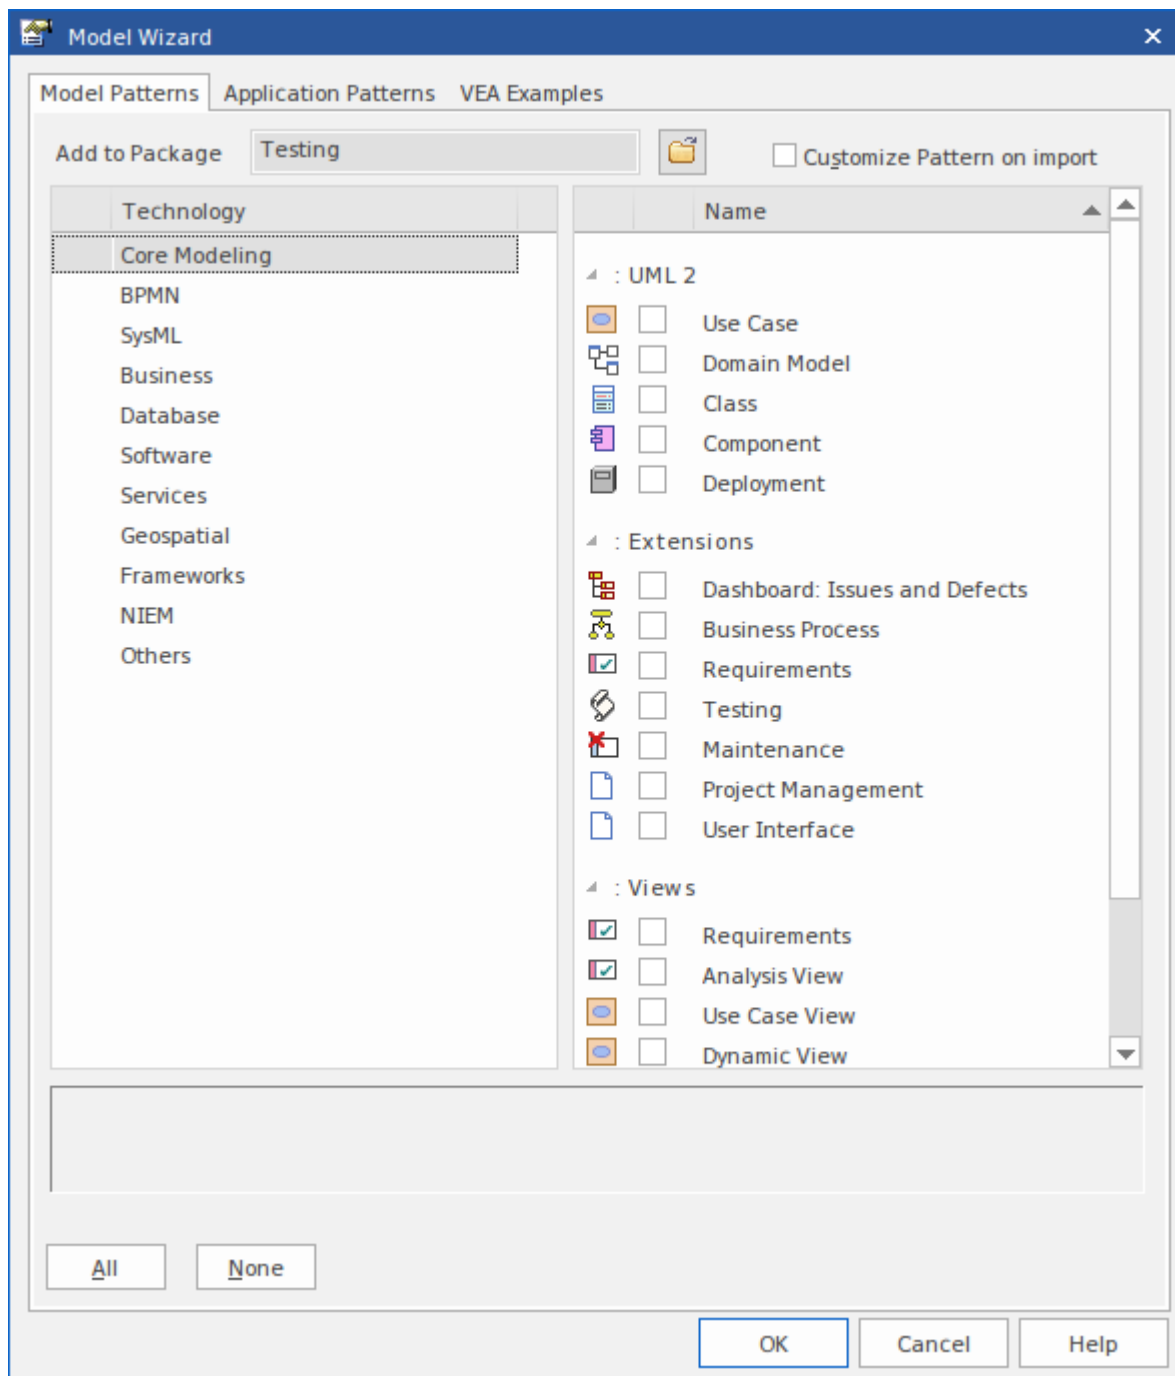 Model Wizard
Model Patterns Application Patterns VEA Examples
Add to Package Testing Customize Pattern on import
Technology
Core Modeling
BPMN
SysML
Business
Database
Software
Services
Geospatial
Frameworks
NIEM
Others
Name
: UML 2
Use Case
Domain Model
Class
Component
Deployment
: Extensions
Dashboard: Issues and Defects
Business Process
Requirements
Testing
Maintenance
Project Management
User Interface
: Views
Requirements
Analysis View
Use Case View
Dynamic View
All None
OK Cancel Help